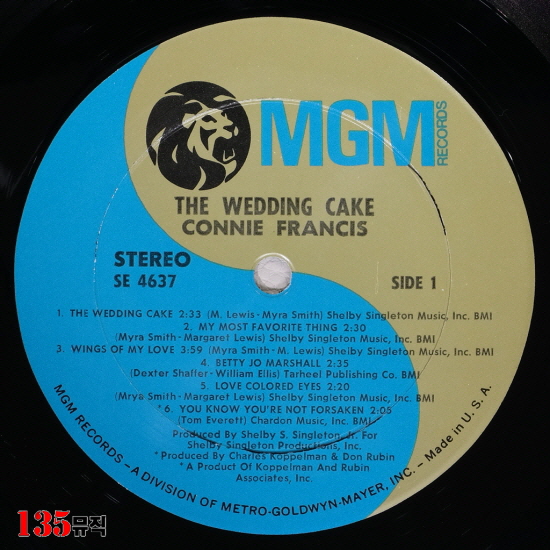 MGM
RECORDS
THE WEDDING CAKE
CONNIE FRANCIS
STEREO
SE 4637
SIDE 1
1. THE WEDDING CAKE 2:33 (M. Lewis-Myra Smith) Shelby Singleton Music, Inc. BMI
2. MY MOST FAVORITE THING 2:30
(Myra Smith-Margaret Lewis) Shelby Singleton Music, Inc. BMI
3. WINGS OF MY LOVE 3:59 (Myra Smith-M. Lewis) Shelby Singleton Music, Inc. BMI
4. BETTY JO MARSHALL 2:35
(Dexter Shaffer-William Ellis) Tarheel Publishing Co. BMI
5. LOVE COLORED EYES 2:20
(Mrya Smith-Margaret Lewis) Shelby Singleton Music, Inc. BMI
*6. YOU KNOW YOU'RE NOT FORSAKEN 2:05
(Tom Everett) Chardon Music, Inc. BMI
Produced By Shelby S. Singleton, Jr. For
Shelby Singleton Productions, Inc.
*Produced By Charles Koppelman & Don Rubin
*A Product Of Koppelman And Rubin
Associates, Inc.
MGM RECORDS – A DIVISION OF METRO-GOLDWYN-MAYER, INC. – Made in U. S. A.
135뮤직